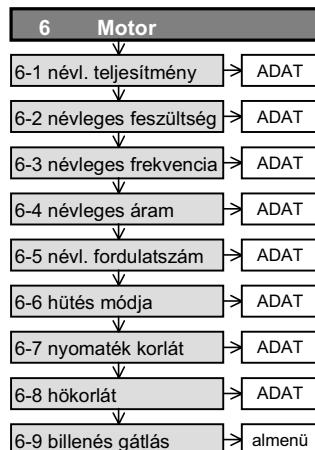 6 Motor
6-1 névl. teljesítmény ADAT
6-2 névleges feszültség ADAT
6-3 névleges frekvencia ADAT
6-4 névleges áram ADAT
6-5 névl. fordulatszám ADAT
6-6 hütés módja ADAT
6-7 nyomaték korlát ADAT
6-8 hökorlát ADAT
6-9 billenés gátlás almenü